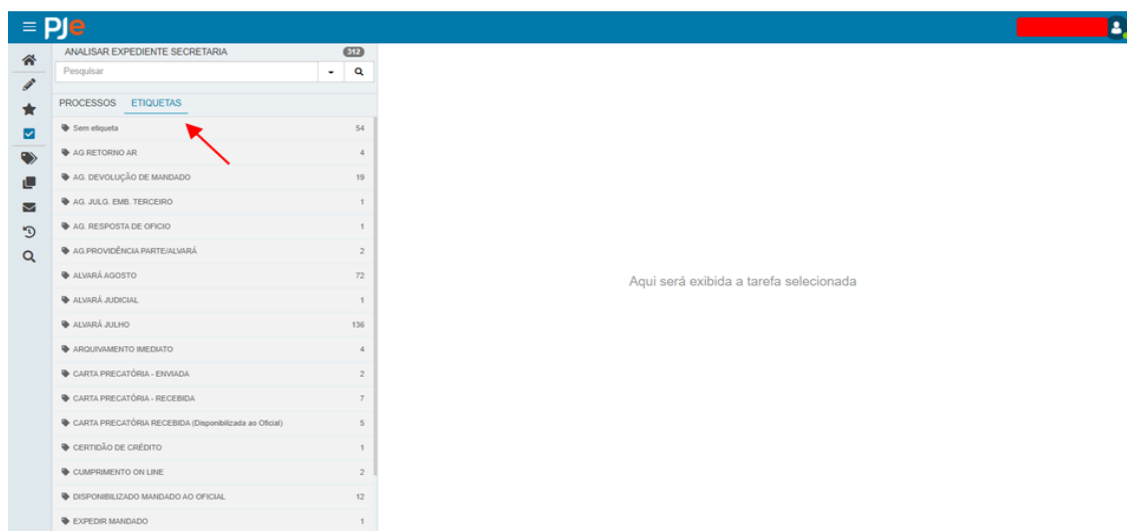 PJe
ANALISAR EXPEDIENTE SECRETARIA 312
Pesquisar
PROCESSOS ETIQUETAS
Sem etiqueta 54
AG RETORNO AR 4
AG. DEVOLUÇÃO DE MANDADO 19
AG. JULG. EMB. TERCEIRO 1
AG. RESPOSTA DE OFICIO 1
AG.PROVIDÊNCIA PARTE/ALVARÁ 2
ALVARÁ AGOSTO 72
ALVARÁ JUDICIAL 1
ALVARÁ JULHO 136
ARQUIVAMENTO IMEDIATO 4
CARTA PRECATÓRIA - ENVIADA 2
CARTA PRECATÓRIA - RECEBIDA 7
CARTA PRECATÓRIA RECEBIDA (Disponibilizada ao Oficial) 5
CERTIDÃO DE CRÉDITO 1
CUMPRIMENTO ON LINE 2
DISPONIBILIZADO MANDADO AO OFICIAL 12
EXPEDIR MANDADO 1
Aqui será exibida a tarefa selecionada